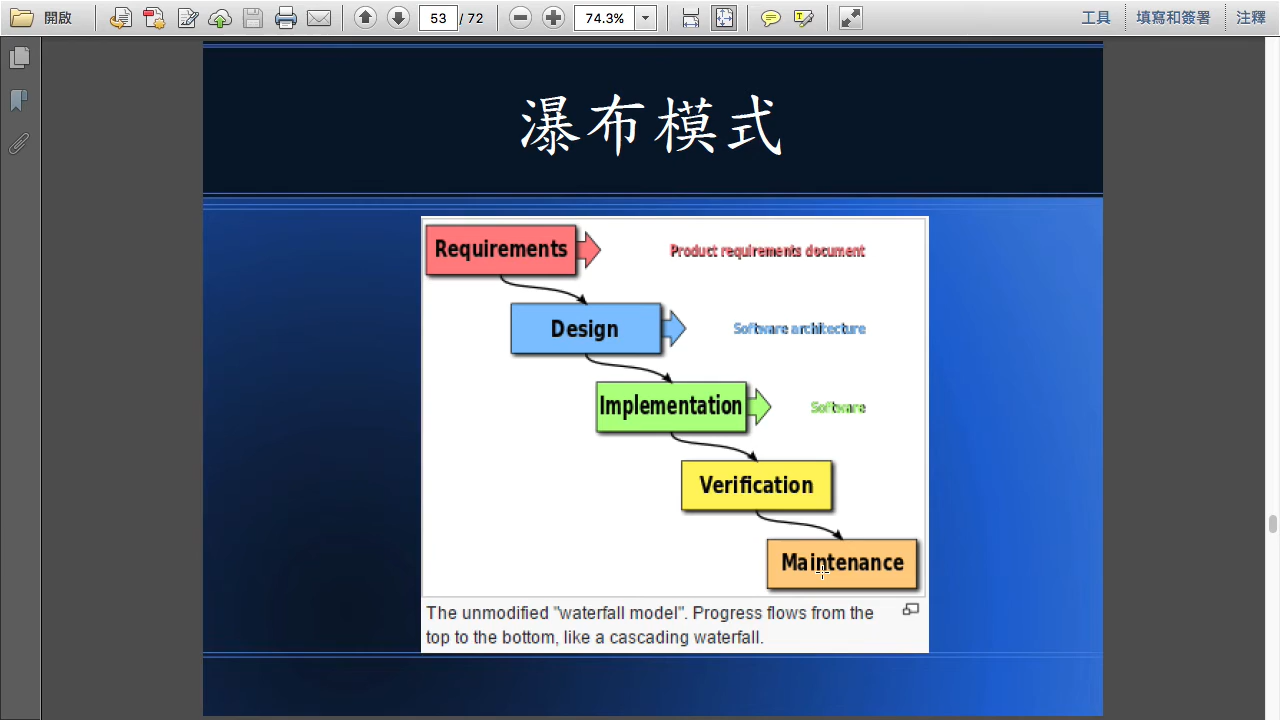 開啟
53 / 72
74.3%
工具
填寫和簽署
注釋
瀑布模式
Requirements
Product requirements document
Design
Software architecture
Implementation
Software
Verification
Maintenance
The unmodified "waterfall model". Progress flows from the
top to the bottom, like a cascading waterfall.